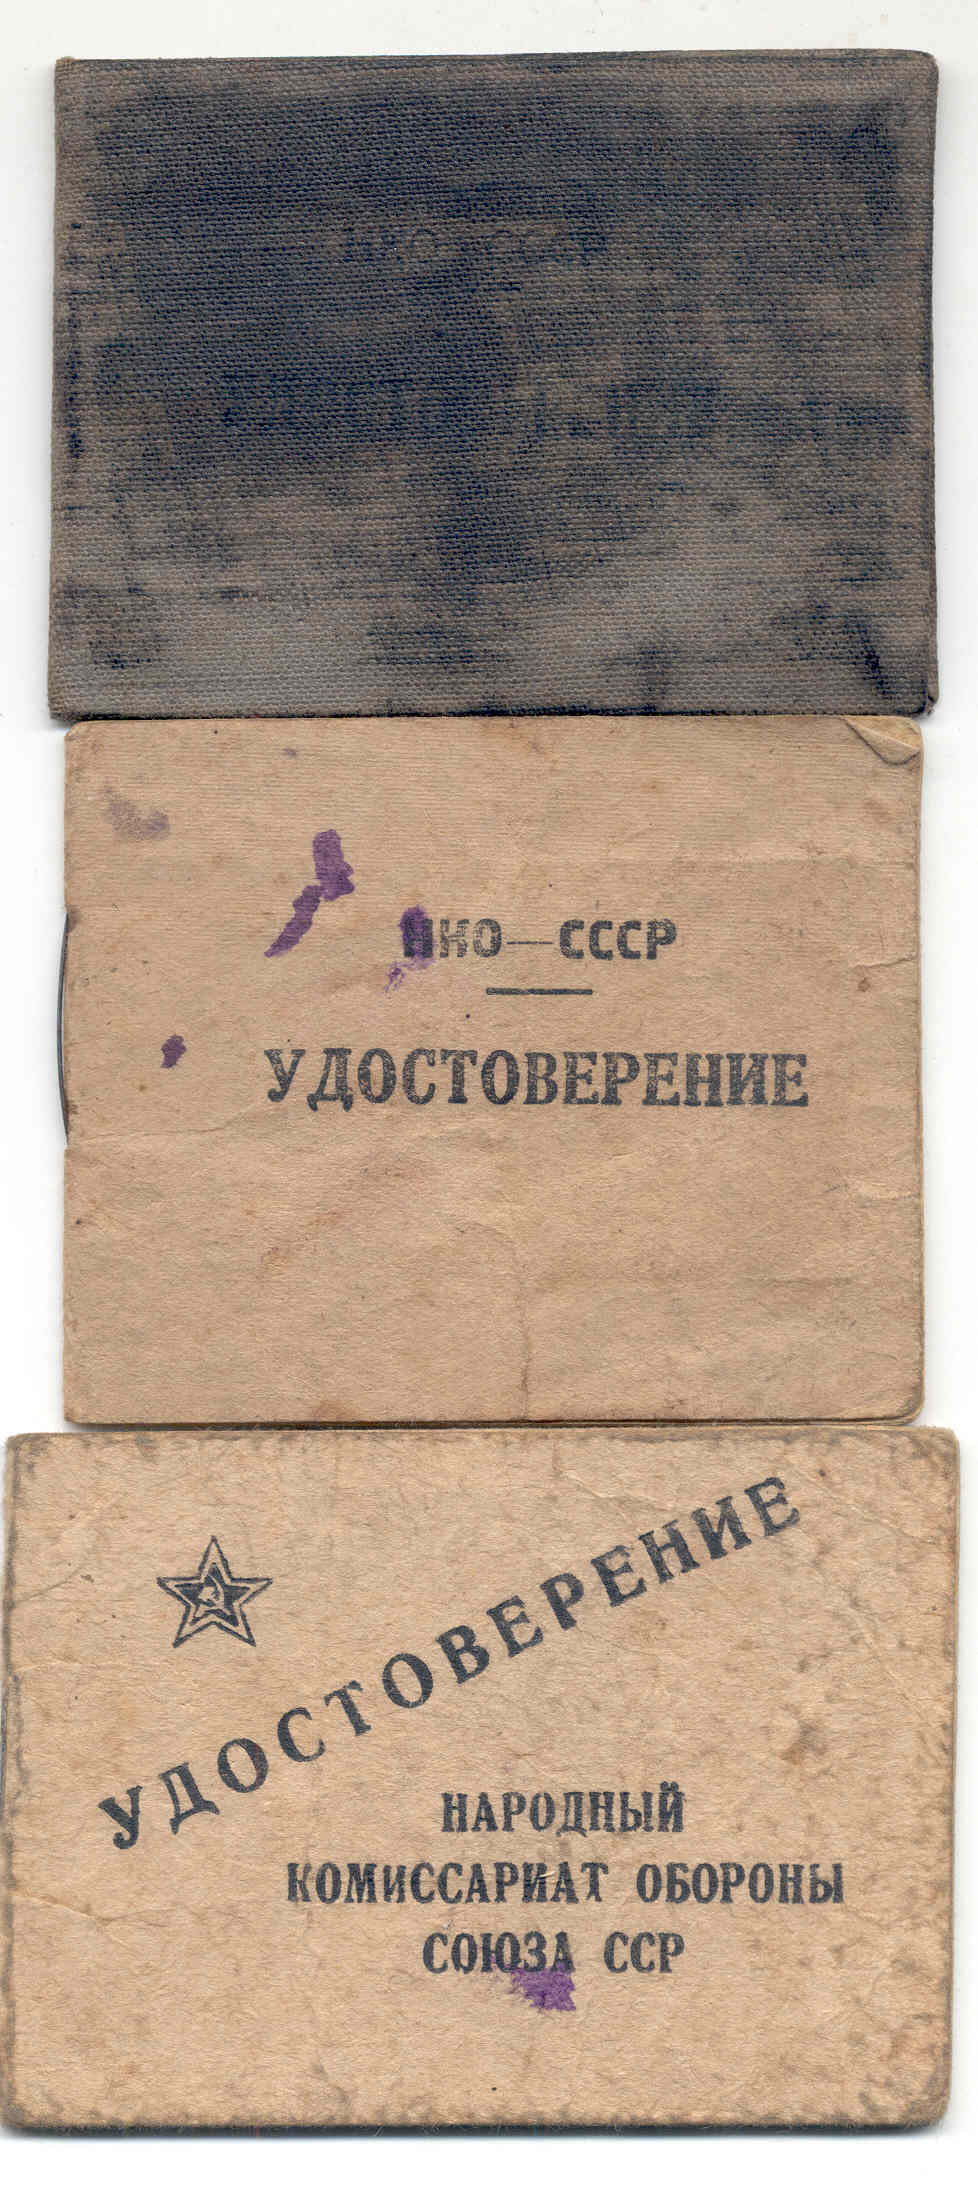 НКО—СССР
УДОСТОВЕРЕНИЕ
УДОСТОВЕРЕНИЕ
НАРОДНЫЙ
КОМИССАРИАТ ОБОРОНЫ
СОЮЗА ССР